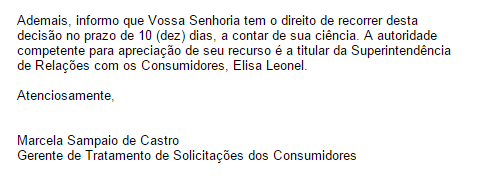 Ademais, informo que Vossa Senhoria tem o direito de recorrer desta
decisão no prazo de 10 (dez) dias, a contar de sua ciência. A autoridade
competente para apreciação de seu recurso é a titular da Superintendência
de Relações com os Consumidores, Elisa Leonel.
Atenciosamente,
Marcela Sampaio de Castro
Gerente de Tratamento de Solicitações dos Consumidores